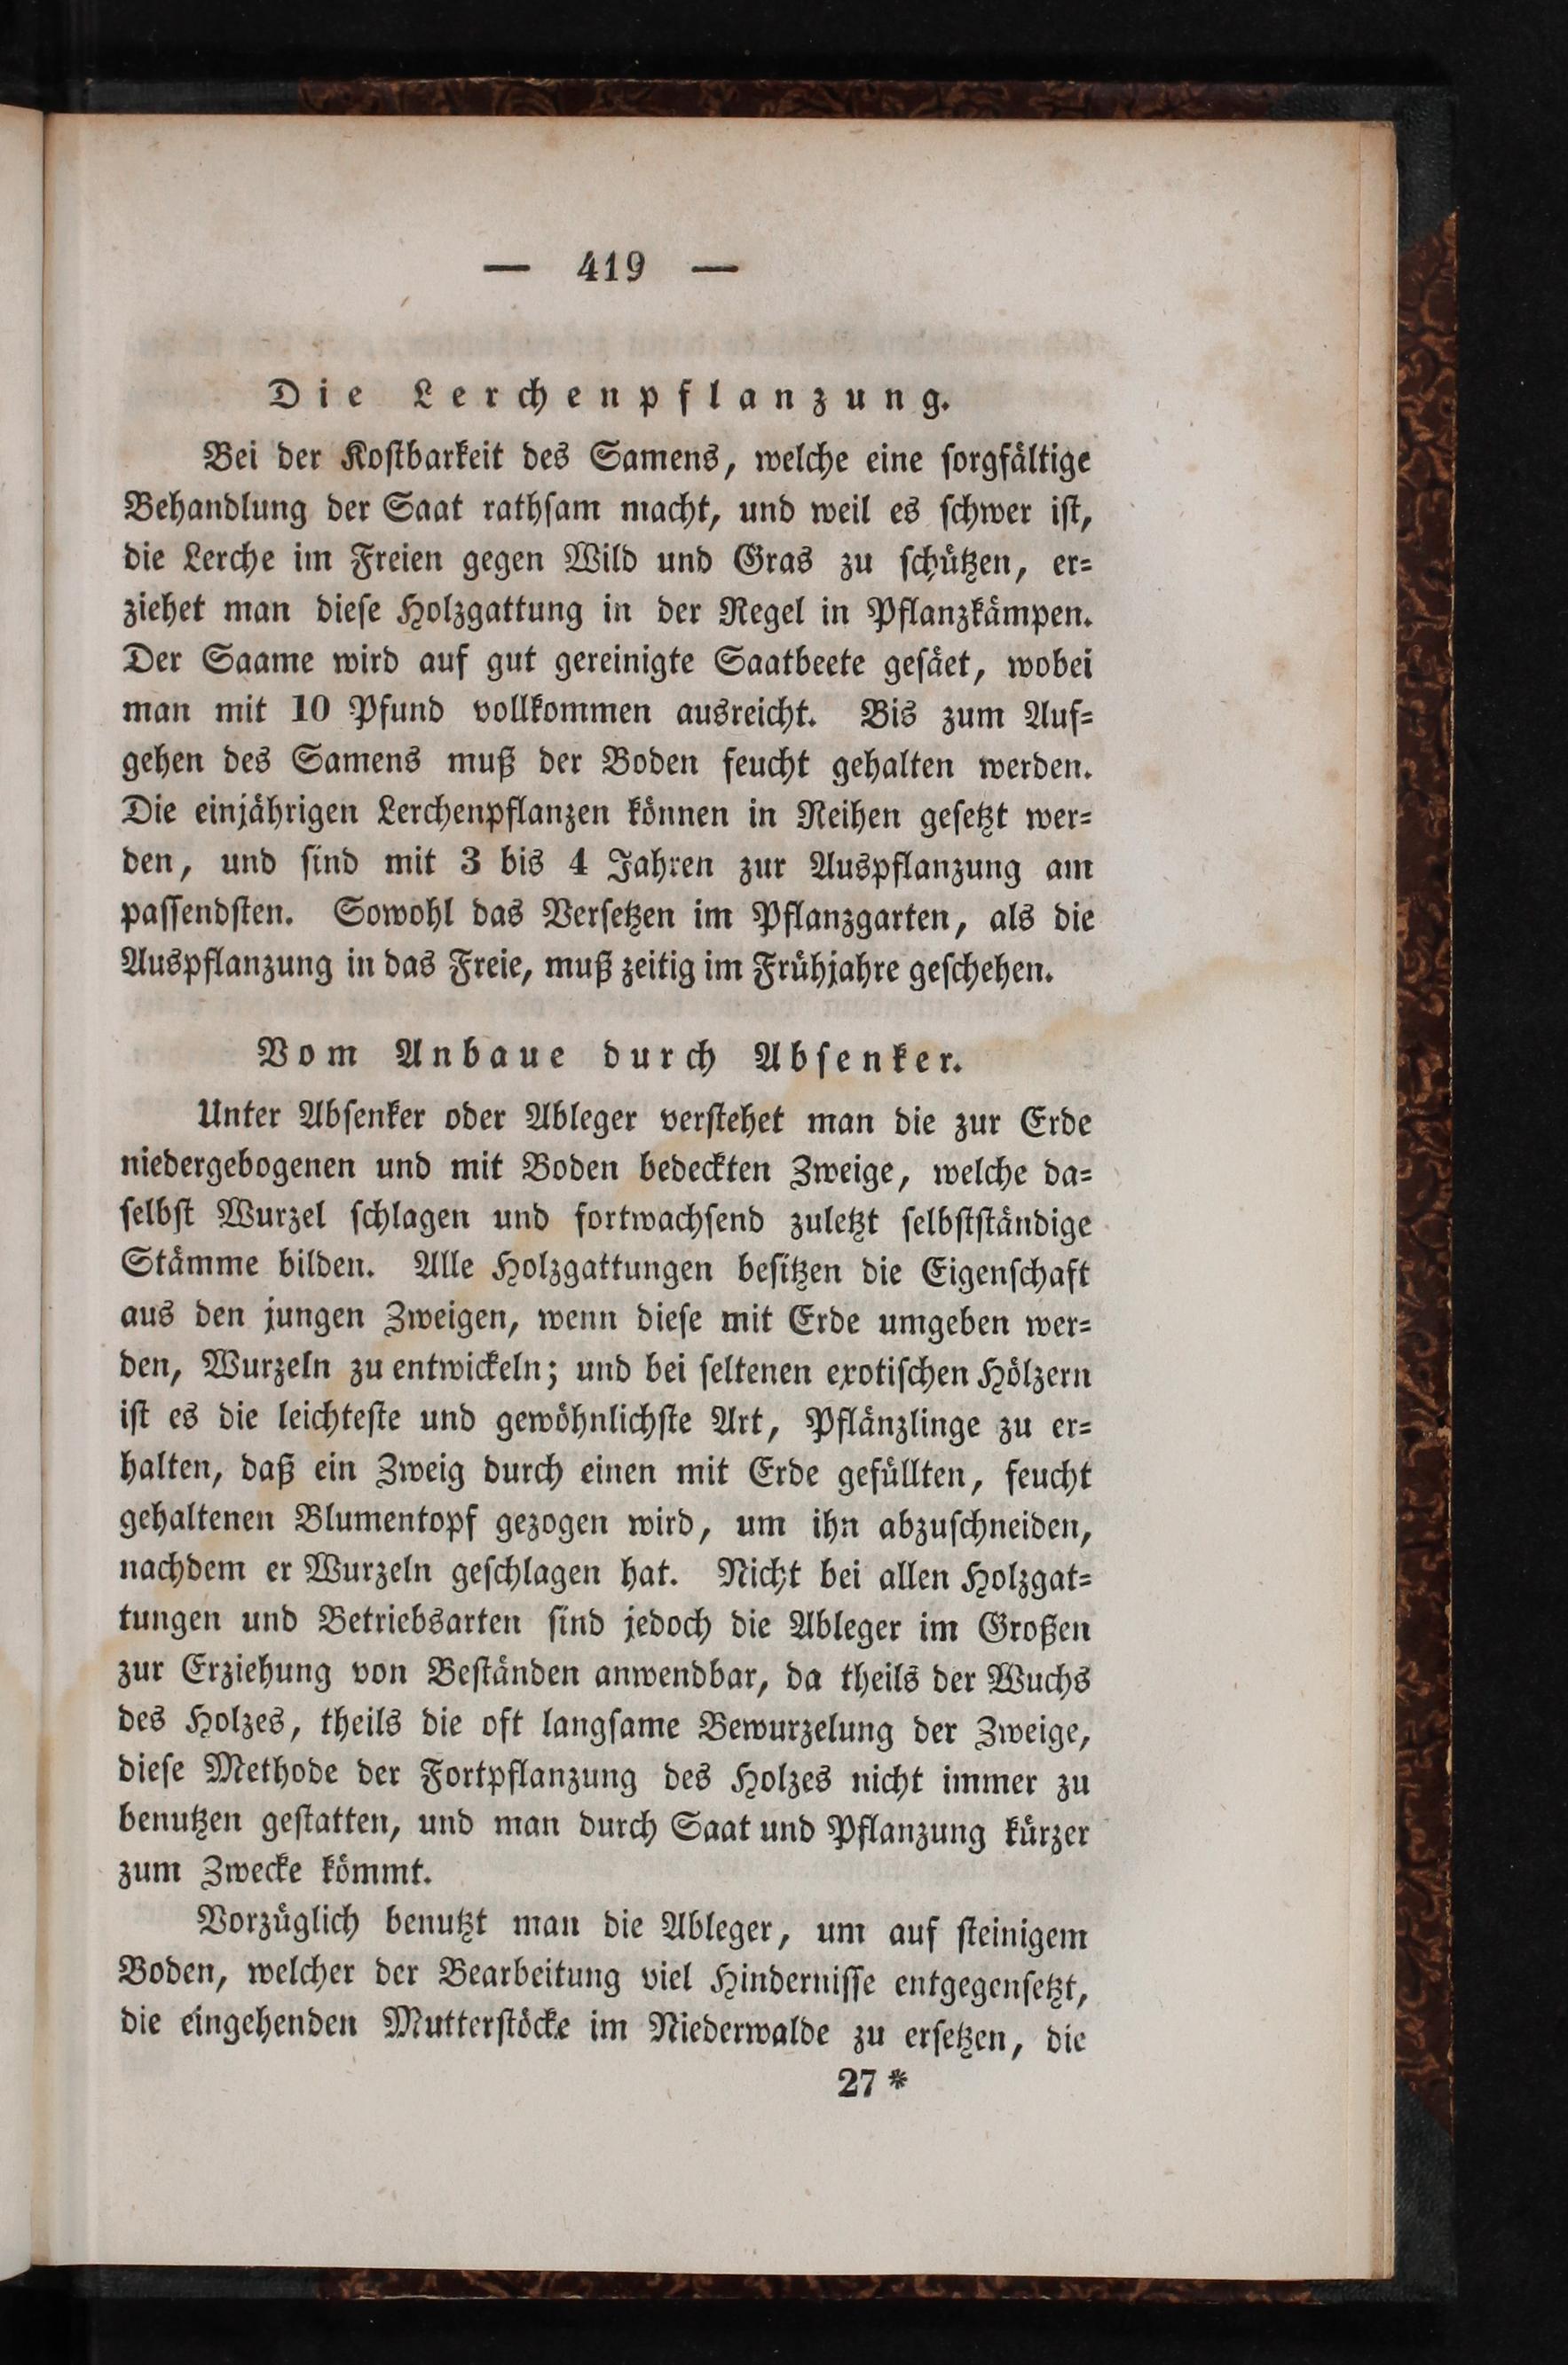 — 419 —
Die Lerchenpflanzung.
Bei der Koſtbarkeit des Samens, welche eine ſorgfältige
Behandlung der Saat rathſam macht, und weil es ſchwer iſt,
die Lerche im Freien gegen Wild und Gras zu ſchützen, er⸗
ziehet man dieſe Holzgattung in der Regel in Pflanzkämpen.
Der Saame wird auf gut gereinigte Saatbeete geſäet, wobei
man mit 10 Pfund vollkommen ausreicht. Bis zum Auf⸗
gehen des Samens muß der Boden feucht gehalten werden.
Die einjährigen Lerchenpflanzen können in Reihen geſetzt wer⸗
den, und ſind mit 3 bis 4 Jahren zur Auspflanzung am
paſſendſten. Sowohl das Verſetzen im Pflanzgarten, als die
Auspflanzung in das Freie, muß zeitig im Frühjahre geſchehen.
Vom Anbaue durch Abſenker.
Unter Abſenker oder Ableger verſtehet man die zur Erde
niedergebogenen und mit Boden bedeckten Zweige, welche da⸗
ſelbſt Wurzel ſchlagen und fortwachſend zuletzt ſelbſtſtändige
Stämme bilden. Alle Holzgattungen beſitzen die Eigenſchaft
aus den jungen Zweigen, wenn dieſe mit Erde umgeben wer⸗
den, Wurzeln zu entwickeln; und bei ſeltenen exotiſchen Hölzern
iſt es die leichteſte und gewöhnlichſte Art, Pflänzlinge zu er⸗
halten, daß ein Zweig durch einen mit Erde gefüllten, feucht
gehaltenen Blumentopf gezogen wird, um ihn abzuſchneiden,
nachdem er Wurzeln geſchlagen hat. Nicht bei allen Holzgat⸗
tungen und Betriebsarten ſind jedoch die Ableger im Großen
zur Erziehung von Beſtänden anwendbar, da theils der Wuchs
des Holzes, theils die oft langſame Bewurzelung der Zweige,
dieſe Methode der Fortpflanzung des Holzes nicht immer zu
benutzen geſtatten, und man durch Saat und Pflanzung kürzer
zum Zwecke kömmt.
Vorzüglich benutzt man die Ableger, um auf ſteinigem
Boden, welcher der Bearbeitung viel Hinderniſſe entgegenſetzt,
die eingehenden Mutterſtöcke im Niederwalde zu erſetzen, die
27 *